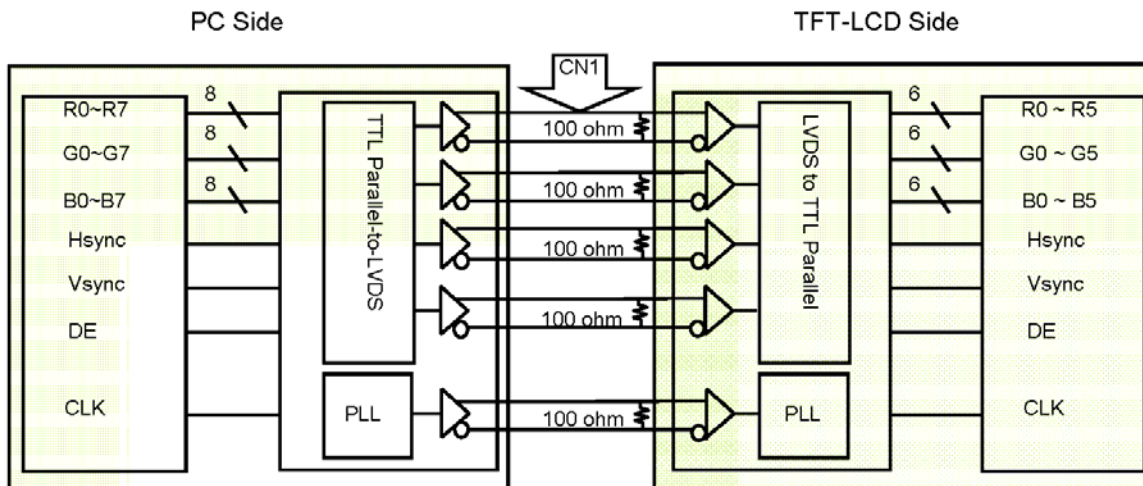 PC Side
TFT-LCD Side
CN1
R0~R7
8
G0~G7
8
B0~B7
8
Hsync
Vsync
DE
CLK
TTL Parallel-to-LVDS
PLL
100 ohm
100 ohm
100 ohm
100 ohm
100 ohm
LVDS to TTL Parallel
PLL
6
R0 ~ R5
6
G0 ~ G5
6
B0 ~ B5
Hsync
Vsync
DE
CLK